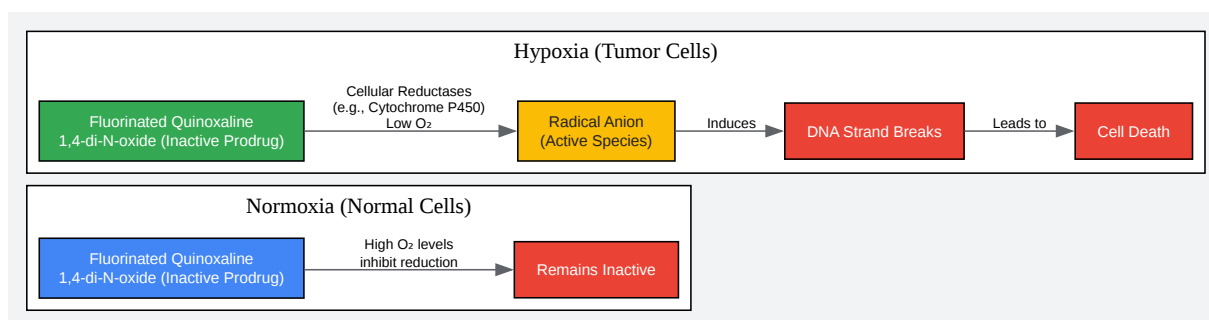 Hypoxia (Tumor Cells)
Fluorinated Quinoxaline
1,4-di-N-oxide (Inactive Prodrug)
Cellular Reductases
(e.g., Cytochrome P450)
Low O₂
Radical Anion
(Active Species)
Induces
DNA Strand Breaks
Leads to
Cell Death
Normoxia (Normal Cells)
Fluorinated Quinoxaline
1,4-di-N-oxide (Inactive Prodrug)
High O₂ levels
inhibit reduction
Remains Inactive